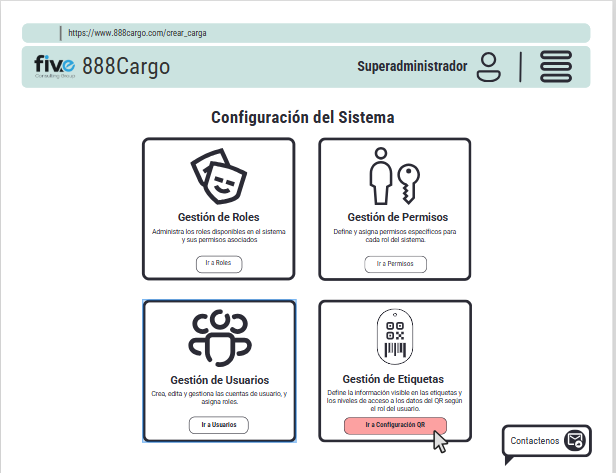 https://www.888cargo.com/crear_carga
five
Consulting Group
888Cargo
Superadministrador
Configuración del Sistema
Gestión de Roles
Administra los roles disponibles en el sistema
y sus permisos asociados
Ir a Roles
Gestión de Permisos
Define y asigna permisos específicos para
cada rol del sistema.
Ir a Permisos
Gestión de Usuarios
Crea, edita y gestiona las cuentas de usuario, y
asigna roles.
Ir a Usuarios
Gestión de Etiquetas
Define la información visible en las etiquetas y
los niveles de acceso a los datos del QR según
el rol del usuario.
Ir a Configuración QR
Contactenos